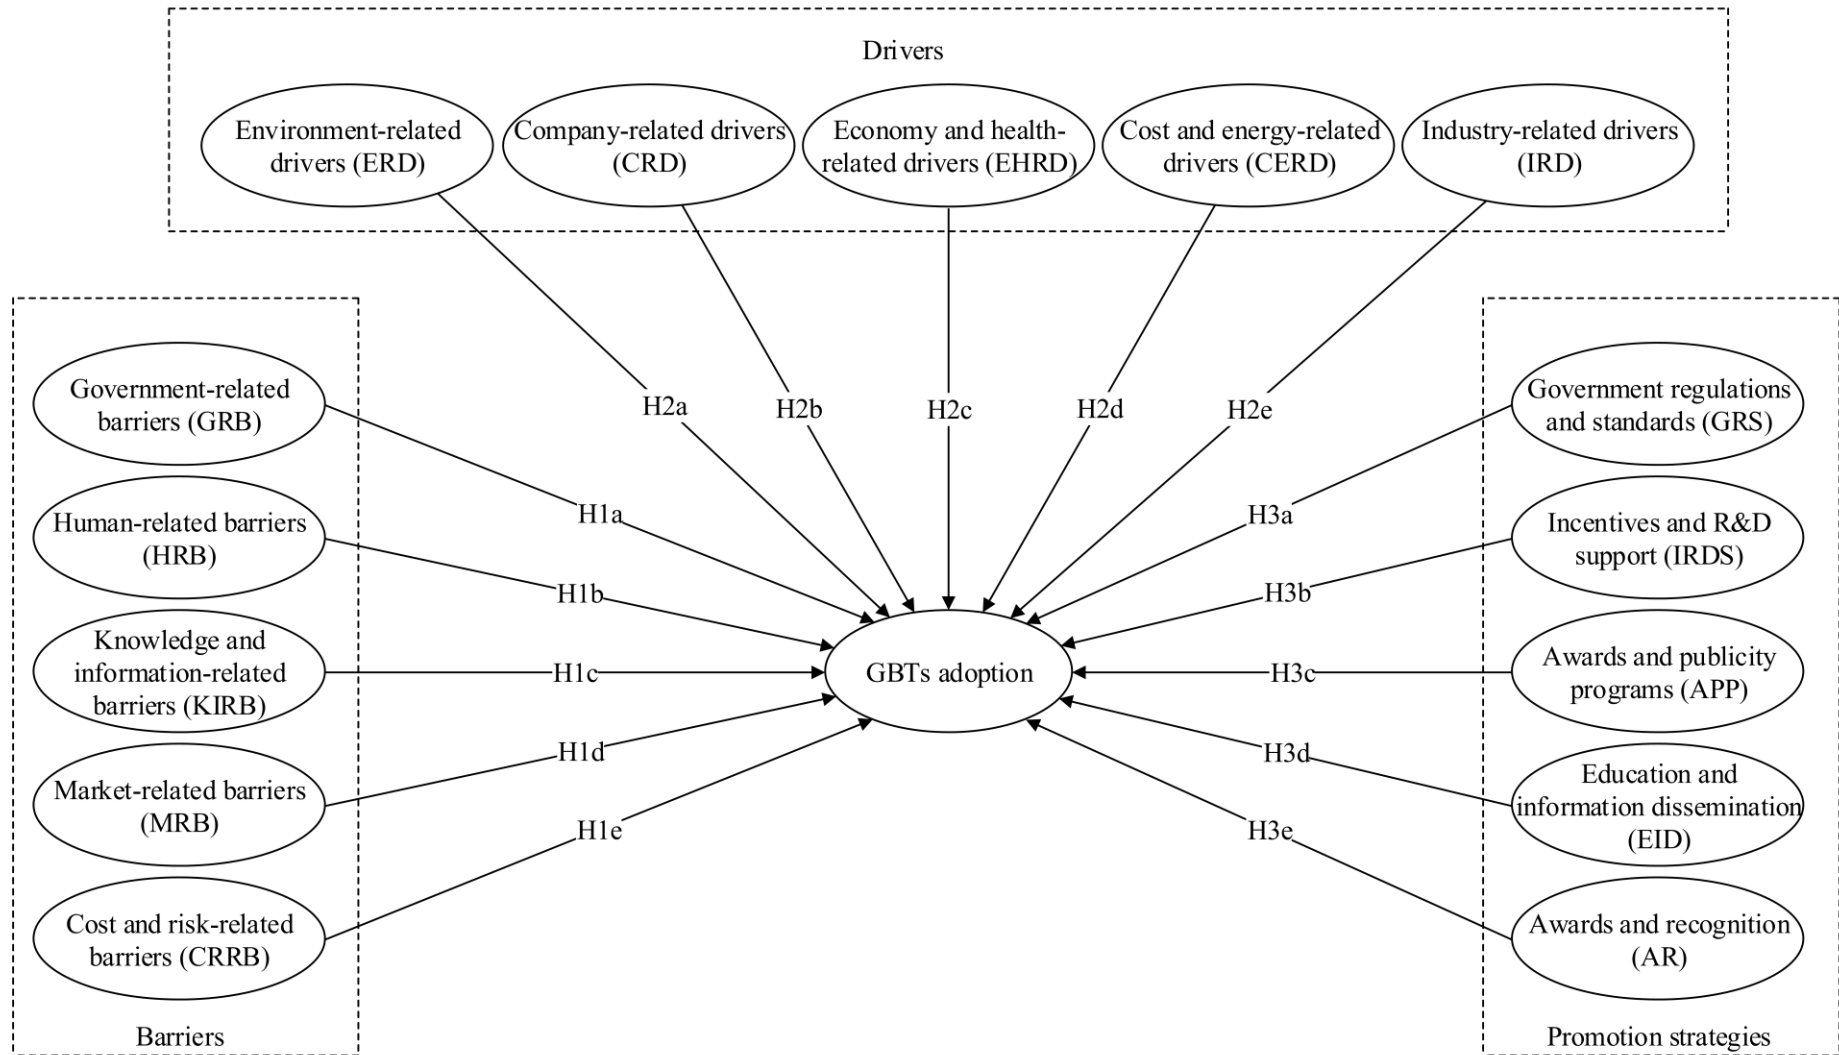 Drivers
Environment-related
drivers (ERD)
Company-related drivers
(CRD)
Economy and health-
related drivers (EHRD)
Cost and energy-related
drivers (CERD)
Industry-related drivers
(IRD)
H2a
H2b
H2c
H2d
H2e
Government-related
barriers (GRB)
Human-related barriers
(HRB)
Knowledge and
information-related
barriers (KIRB)
Market-related barriers
(MRB)
Cost and risk-related
barriers (CRRB)
Barriers
H1a
H1b
H1c
H1d
H1e
GBTs adoption
H3a
H3b
H3c
H3d
H3e
Government regulations
and standards (GRS)
Incentives and R&D
support (IRDS)
Awards and publicity
programs (APP)
Education and
information dissemination
(EID)
Awards and recognition
(AR)
Promotion strategies